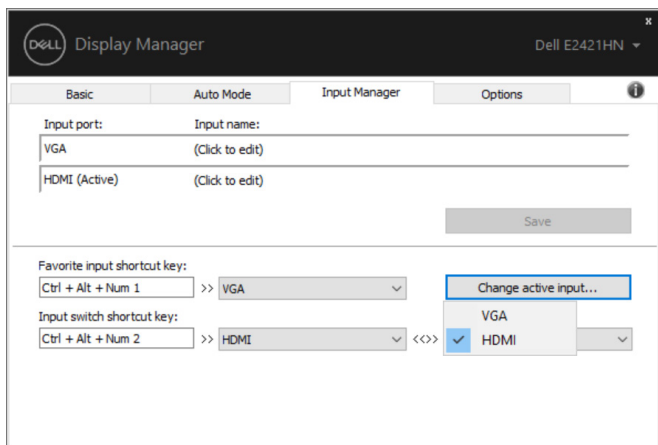 x
DELL Display Manager Dell E2421HN
Basic Auto Mode Input Manager Options i
Input port: Input name:
VGA (Click to edit)
HDMI (Active) (Click to edit)
Save
Favorite input shortcut key:
Ctrl + Alt + Num 1 >> VGA Change active input...
Input switch shortcut key:
VGA
Ctrl + Alt + Num 2 >> HDMI <<>> HDMI